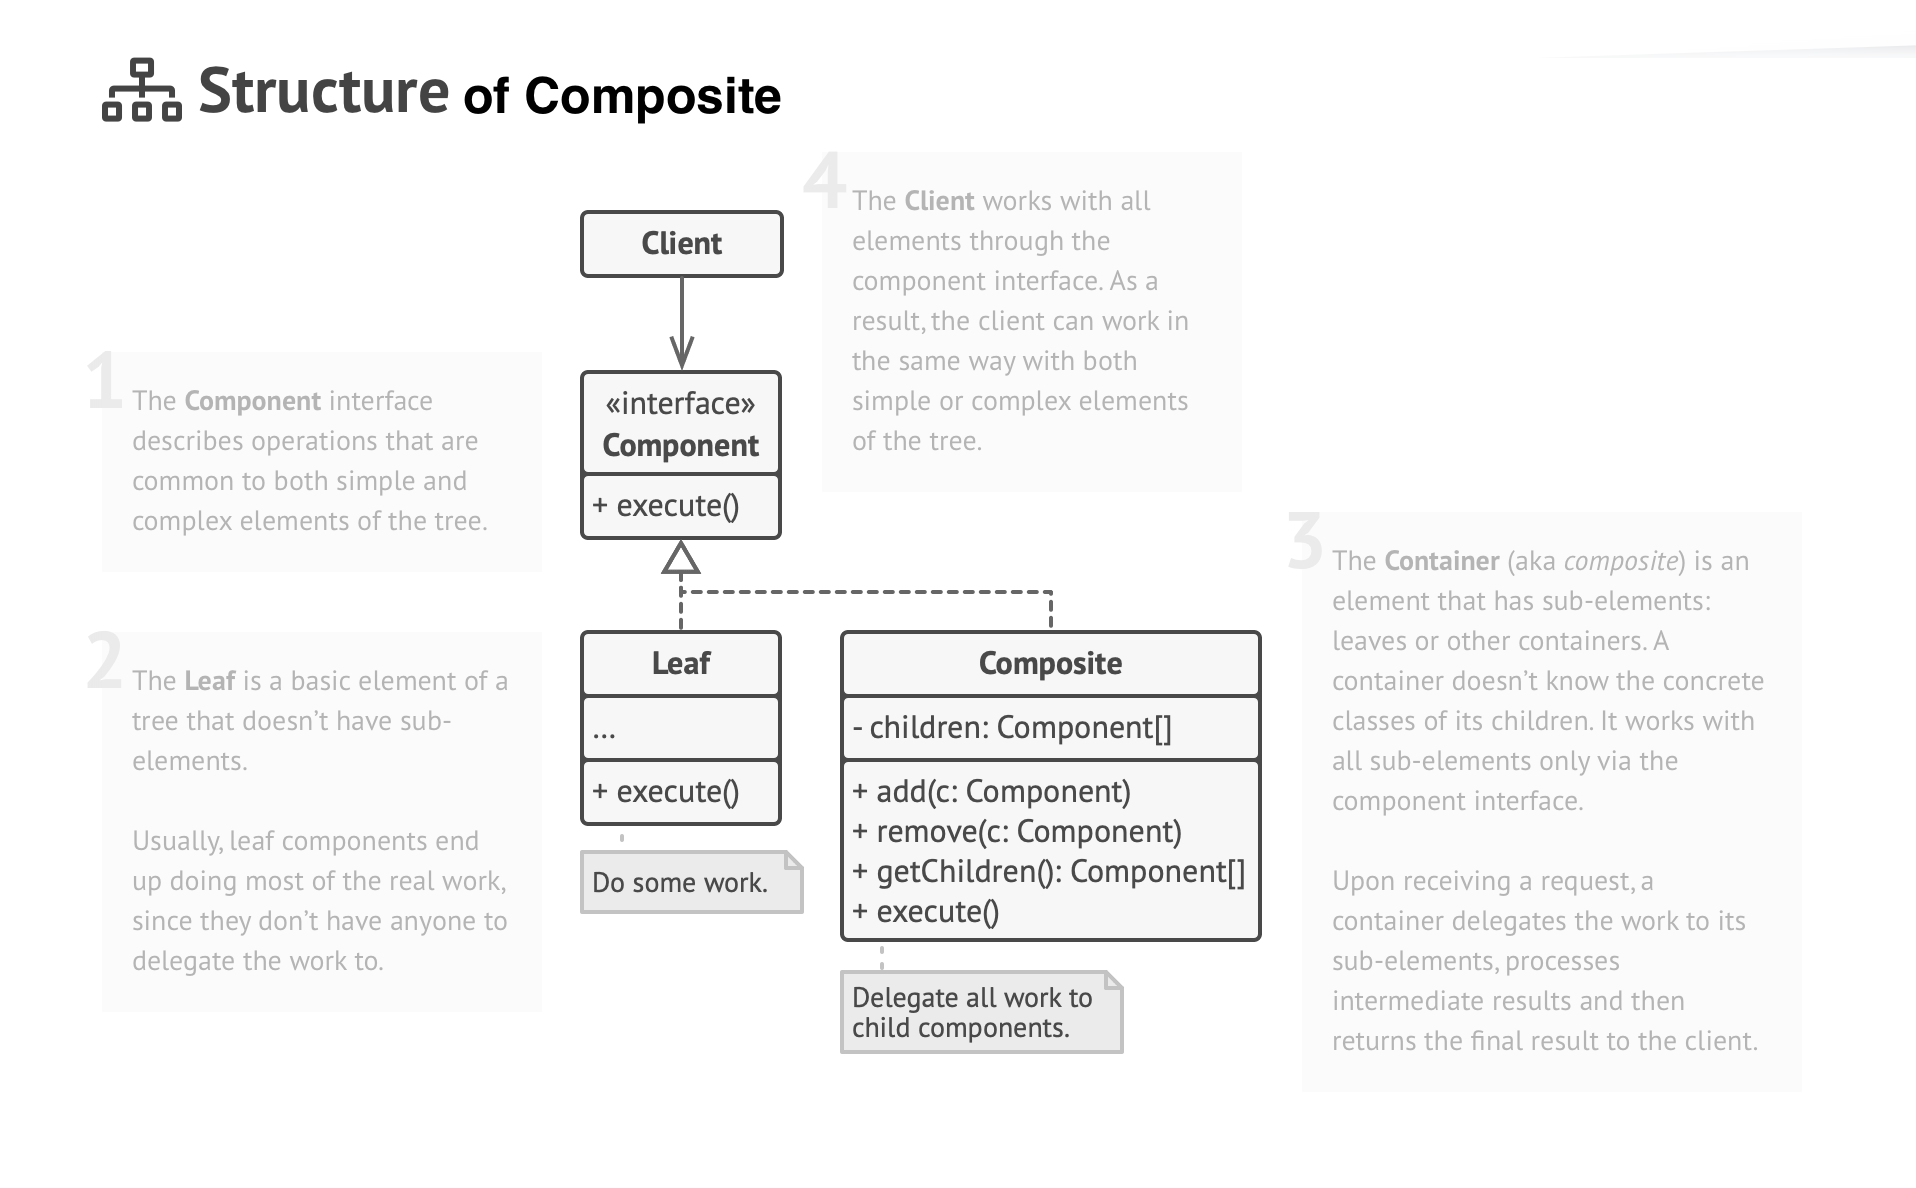 Structure of Composite
4
The Client works with all
elements through the
component interface. As a
result, the client can work in
the same way with both
simple or complex elements
of the tree.
Client
1
The Component interface
describes operations that are
common to both simple and
complex elements of the tree.
«interface»
Component
+ execute()
3
The Container (aka composite) is an
element that has sub-elements:
leaves or other containers. A
container doesn’t know the concrete
classes of its children. It works with
all sub-elements only via the
component interface.
Upon receiving a request, a
container delegates the work to its
sub-elements, processes
intermediate results and then
returns the final result to the client.
2
The Leaf is a basic element of a
tree that doesn’t have sub-
elements.
Usually, leaf components end
up doing most of the real work,
since they don’t have anyone to
delegate the work to.
Leaf
...
+ execute()
Do some work.
Composite
- children: Component[]
+ add(c: Component)
+ remove(c: Component)
+ getChildren(): Component[]
+ execute()
Delegate all work to
child components.